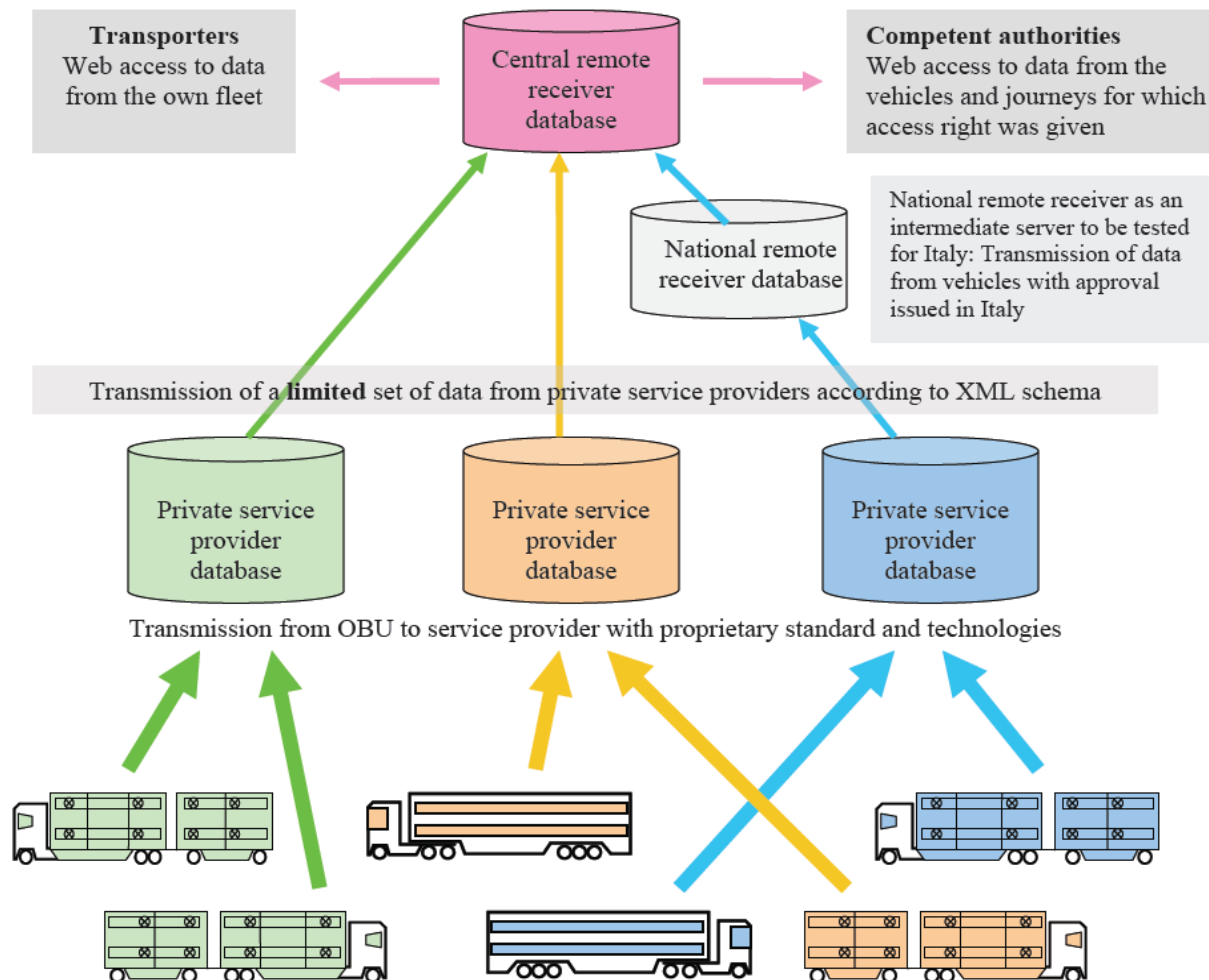 Transporters
Web access to data
from the own fleet
Central remote
receiver
database
Competent authorities
Web access to data from the
vehicles and journeys for which
access right was given
National remote
receiver database
National remote receiver as an
intermediate server to be tested
for Italy: Transmission of data
from vehicles with approval
issued in Italy
Transmission of a limited set of data from private service providers according to XML schema
Private service
provider
database
Private service
provider
database
Private service
provider
database
Transmission from OBU to service provider with proprietary standard and technologies